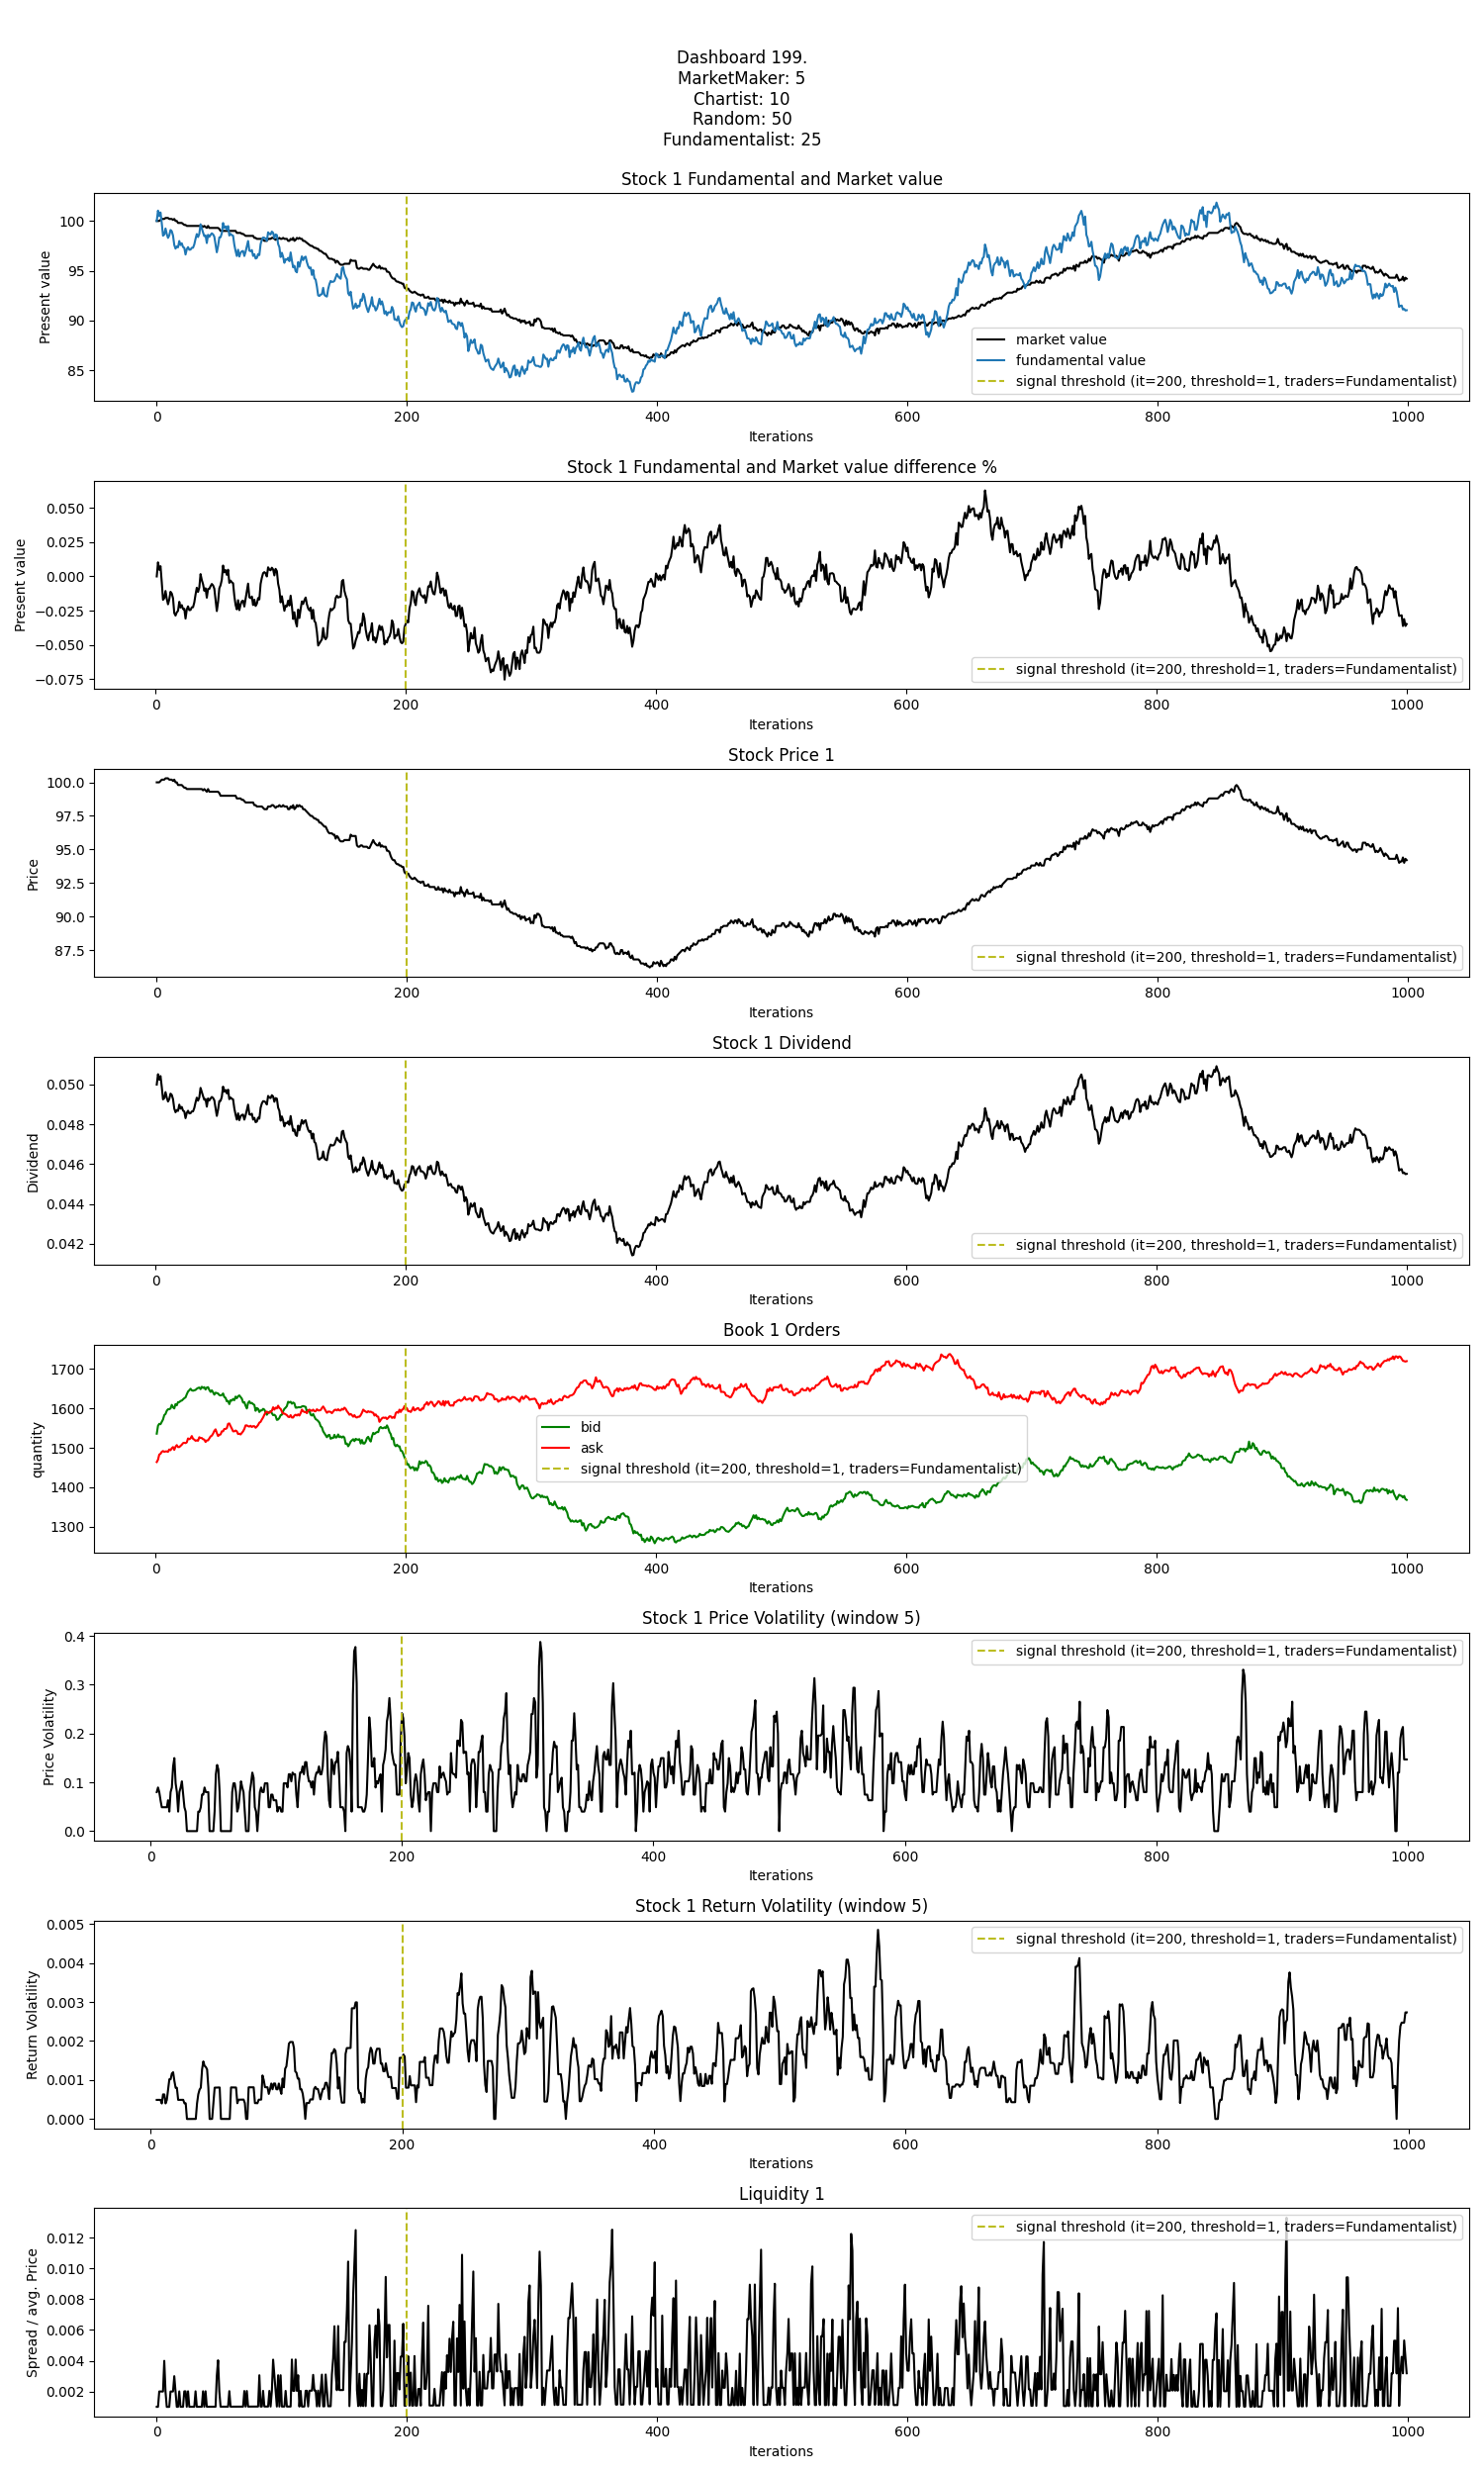 Dashboard 199.
MarketMaker: 5
Chartist: 10
Random: 50
Fundamentalist: 25
Stock 1 Fundamental and Market value
Present value
100
95
90
85
market value
fundamental value
signal threshold (it=200, threshold=1, traders=Fundamentalist)
0 200 400 600 800 1000
Iterations
Stock 1 Fundamental and Market value difference %
Present value
0.050
0.025
0.000
−0.025
−0.050
−0.075
signal threshold (it=200, threshold=1, traders=Fundamentalist)
0 200 400 600 800 1000
Iterations
Stock Price 1
Price
100.0
97.5
95.0
92.5
90.0
87.5
signal threshold (it=200, threshold=1, traders=Fundamentalist)
0 200 400 600 800 1000
Iterations
Stock 1 Dividend
Dividend
0.050
0.048
0.046
0.044
0.042
signal threshold (it=200, threshold=1, traders=Fundamentalist)
0 200 400 600 800 1000
Iterations
Book 1 Orders
quantity
1700
1600
1500
1400
1300
bid
ask
signal threshold (it=200, threshold=1, traders=Fundamentalist)
0 200 400 600 800 1000
Iterations
Stock 1 Price Volatility (window 5)
Price Volatility
0.4
0.3
0.2
0.1
0.0
signal threshold (it=200, threshold=1, traders=Fundamentalist)
0 200 400 600 800 1000
Iterations
Stock 1 Return Volatility (window 5)
Return Volatility
0.005
0.004
0.003
0.002
0.001
0.000
signal threshold (it=200, threshold=1, traders=Fundamentalist)
0 200 400 600 800 1000
Iterations
Liquidity 1
Spread / avg. Price
0.012
0.010
0.008
0.006
0.004
0.002
signal threshold (it=200, threshold=1, traders=Fundamentalist)
0 200 400 600 800 1000
Iterations